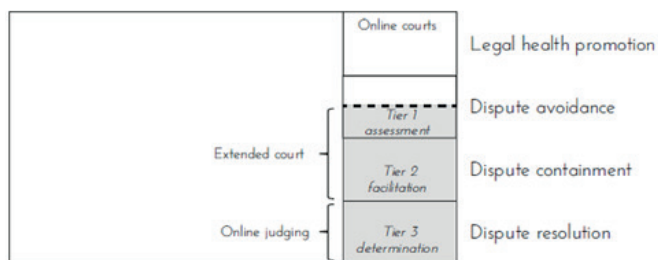 Online courts
Legal health promotion
Dispute avoidance
Tier 1
assessment
Extended court
Tier 2
facilitation
Dispute containment
Online judging
Tier 3
determination
Dispute resolution